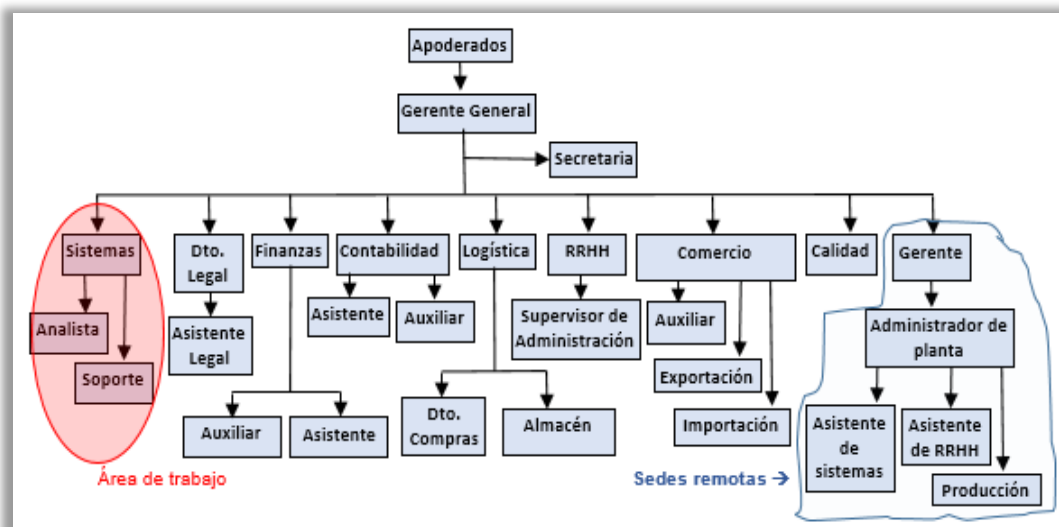 Apoderados
Gerente General
Secretaria
Sistemas
Dto.
Legal
Finanzas
Contabilidad
Logística
RRHH
Comercio
Calidad
Gerente
Analista
Soporte
Asistente
Legal
Asistente
Auxiliar
Supervisor de
Administración
Auxiliar
Exportación
Importación
Administrador de
planta
Auxiliar
Asistente
Dto.
Compras
Almacén
Asistente
de
sistemas
Asistente
de RRHH
Producción
Área de trabajo
Sedes remotas →